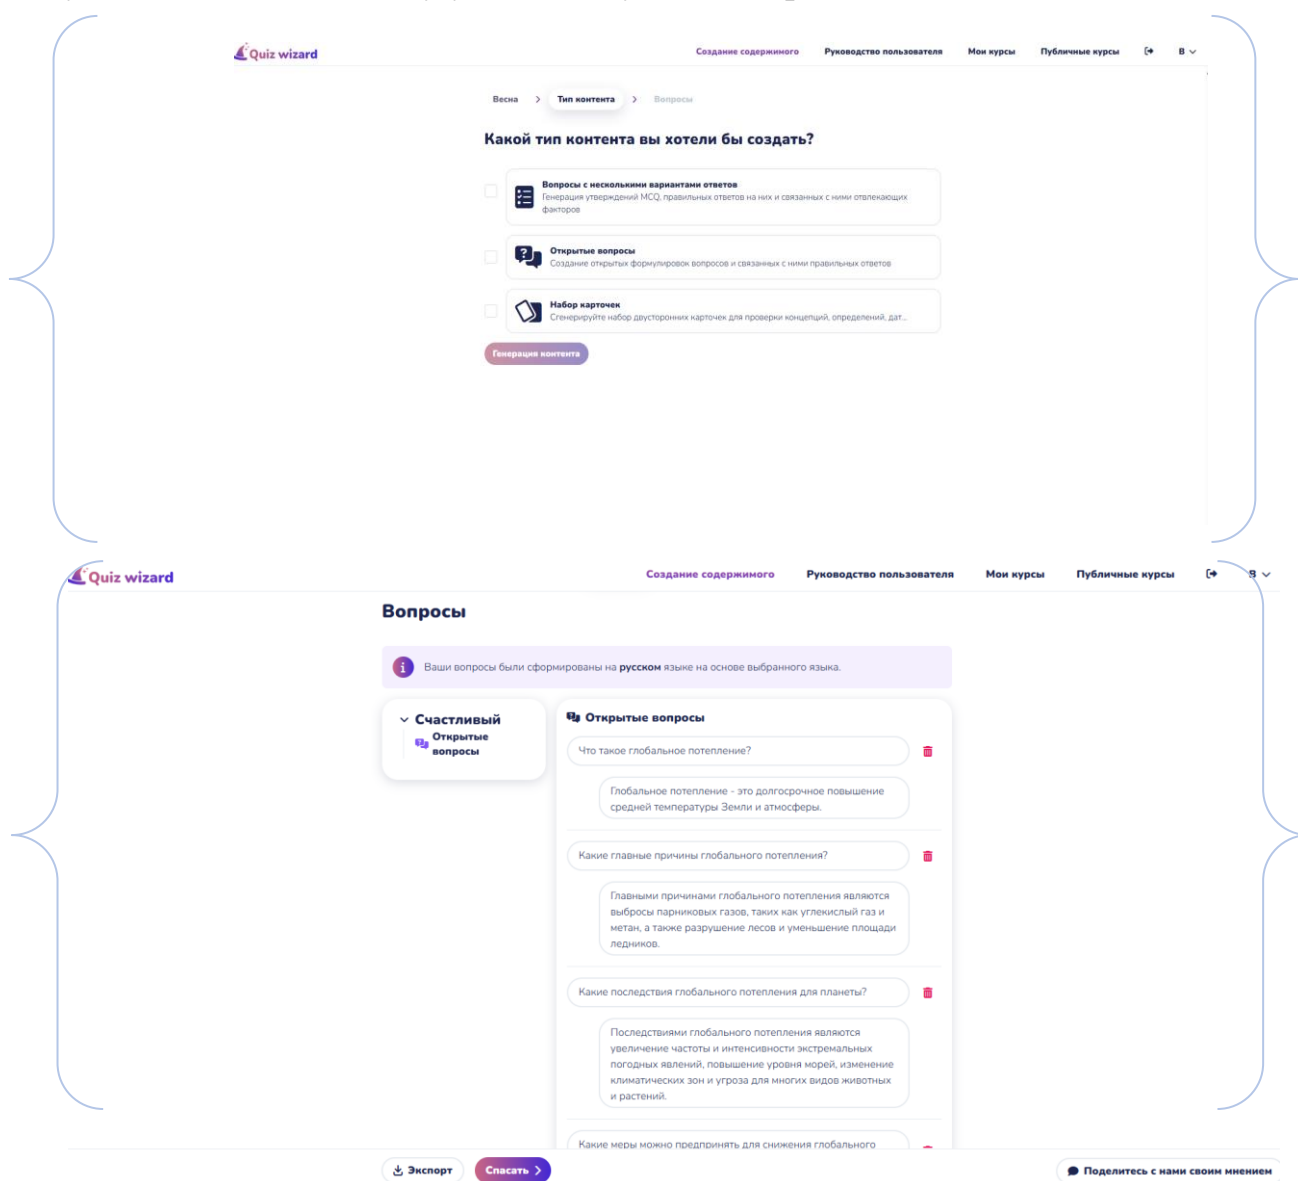 Quiz wizard
Создание содержимого Руководство пользователя Мои курсы Публичные курсы В
Весна > Тип контента > Вопросы
Какой тип контента вы хотели бы создать?
Вопросы с несколькими вариантами ответов
Генерация утверждений MCQ, правильных ответов на них и связанных с ними отвлекающих
факторов
Открытые вопросы
Создание открытых формулировок вопросов и связанных с ними правильных ответов
Набор карточек
Сгенерируйте набор двусторонних карточек для проверки концепций, определений, дат...
Генерация контента
Quiz wizard
Создание содержимого Руководство пользователя Мои курсы Публичные курсы В
Вопросы
Ваши вопросы были сформированы на русском языке на основе выбранного языка.
Счастливый
Открытые
вопросы
Открытые вопросы
Что такое глобальное потепление?
Глобальное потепление - это долгосрочное повышение
средней температуры Земли и атмосферы.
Какие главные причины глобального потепления?
Главными причинами глобального потепления являются
выбросы парниковых газов, таких как углекислый газ и
метан, а также разрушение лесов и уменьшение площади
ледников.
Какие последствия глобального потепления для планеты?
Последствиями глобального потепления являются
увеличение частоты и интенсивности экстремальных
погодных явлений, повышение уровня морей, изменение
климатических зон и угроза для многих видов животных
и растений.
Какие меры можно предпринять для снижения глобального
Экспорт
Спасать >
Поделитесь с нами своим мнением